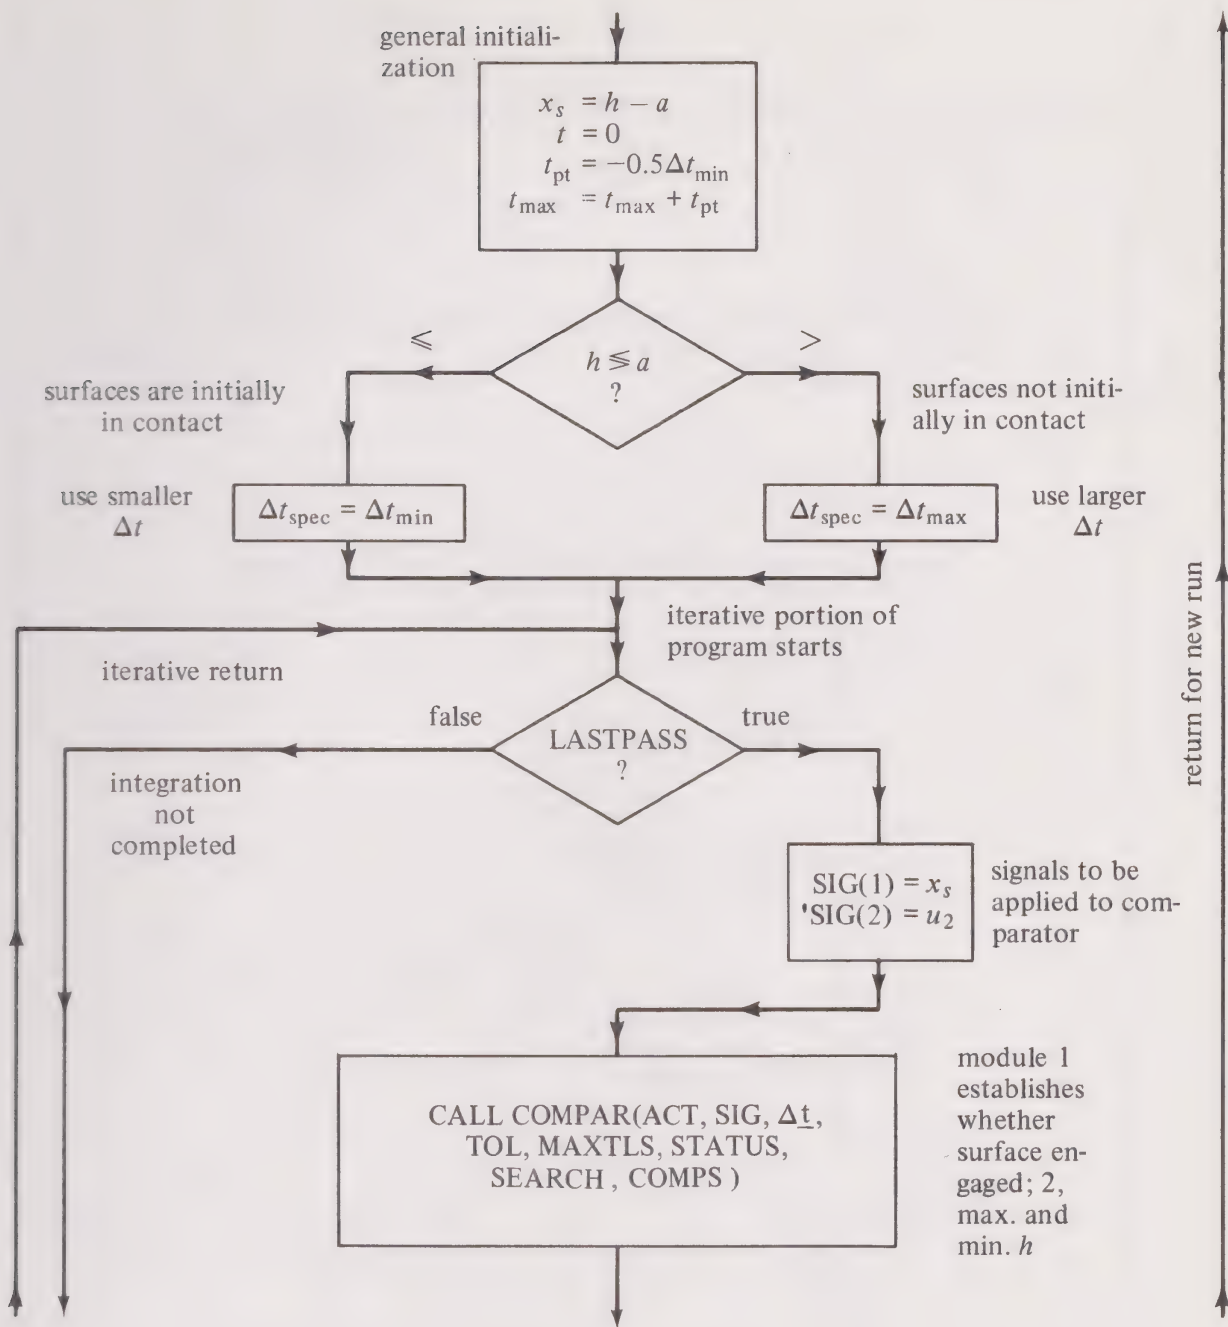 general initiali-
zation
x_s = h − a
t = 0
t_pt = −0.5Δt_min
t_max = t_max + t_pt
⩽
>
h ≦ a
?
surfaces are initially
in contact
surfaces not initi-
ally in contact
use smaller
Δt
Δt_spec = Δt_min
Δt_spec = Δt_max
use larger
Δt
iterative portion of
program starts
iterative return
false
true
LASTPASS
?
integration
not
completed
return for new run
SIG(1) = x_s
'SIG(2) = u_2
signals to be
applied to com-
parator
CALL COMPAR(ACT, SIG, Δt,
TOL, MAXTLS, STATUS,
SEARCH , COMPS )
module 1
establishes
whether
surface en-
gaged; 2,
max. and
min. h